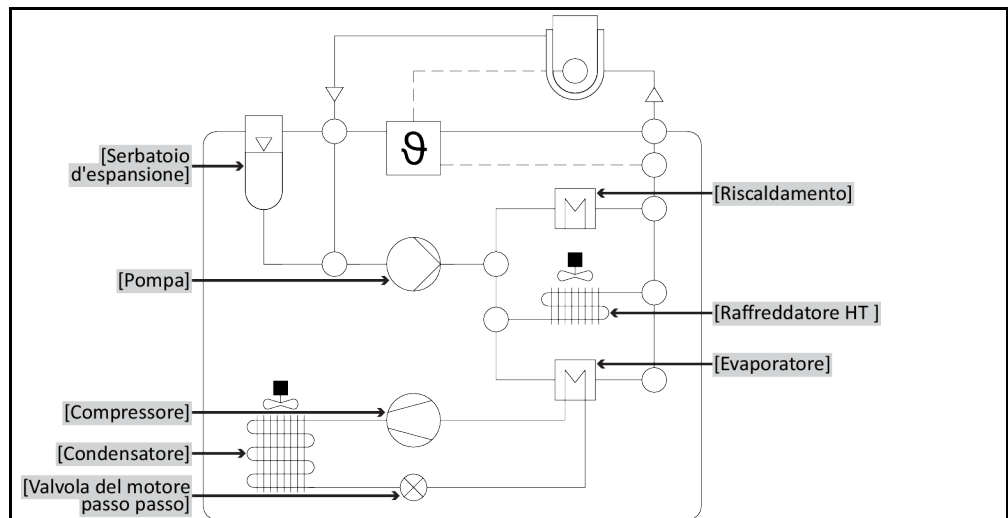 ϑ
[Serbatoio
d'espansione]
[Riscaldamento]
[Pompa]
[Raffreddatore HT ]
[Evaporatore]
[Compressore]
[Condensatore]
[Valvola del motore
passo passo]